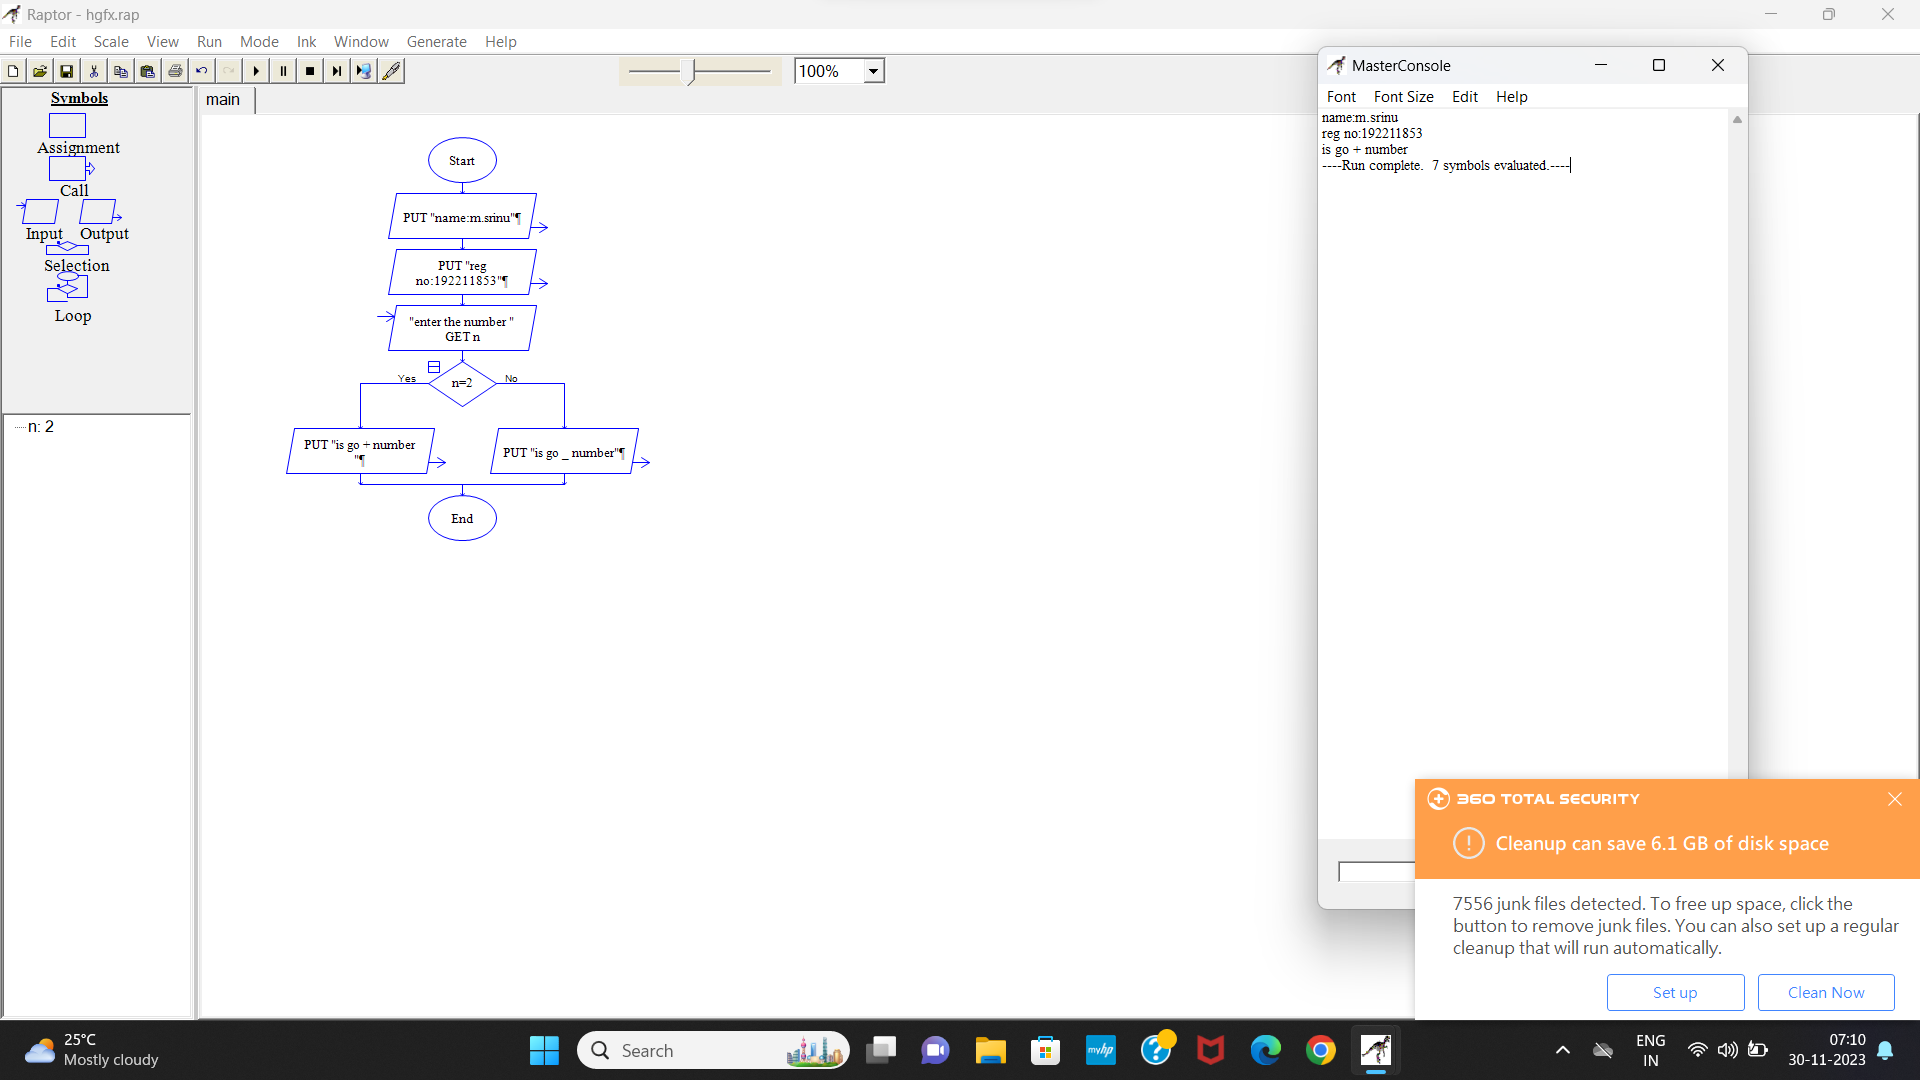 Raptor - hgfx.rap
File Edit Scale View Run Mode Ink Window Generate Help
100%
Symbols
Assignment
Call
Input Output
Selection
Loop
n: 2
main
Start
PUT "name:m.srinu"¶
PUT "reg
no:192211853"¶
"enter the number "
GET n
Yes
n=2
No
PUT "is go + number
"¶
PUT "is go _ number"¶
End
MasterConsole
Font Font Size Edit Help
name:m.srinu
reg no:192211853
is go + number
----Run complete.  7 symbols evaluated.----
360 TOTAL SECURITY
Cleanup can save 6.1 GB of disk space
7556 junk files detected. To free up space, click the
button to remove junk files. You can also set up a regular
cleanup that will run automatically.
Set up
Clean Now
25°C
Mostly cloudy
Search
myhp
ENG
IN
07:10
30-11-2023